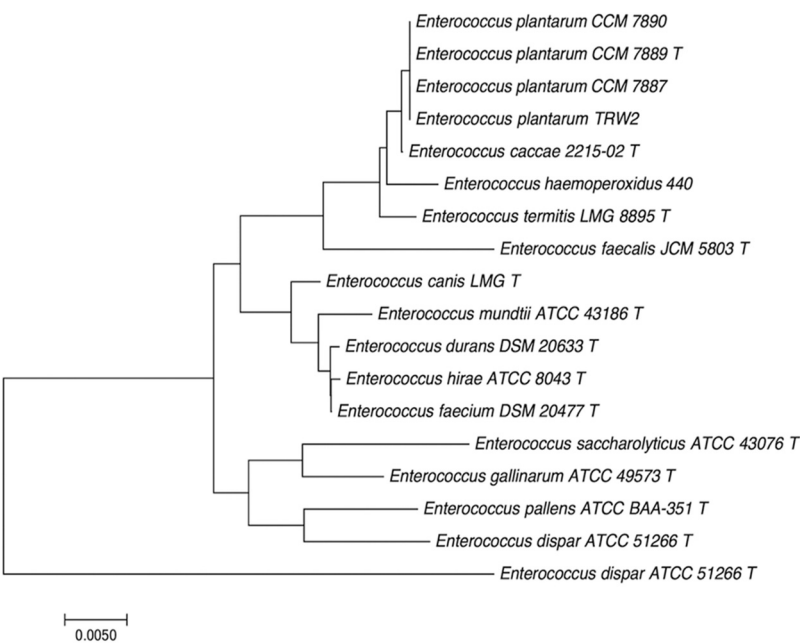 Enterococcus plantarum CCM 7890
Enterococcus plantarum CCM 7889 T
Enterococcus plantarum CCM 7887
Enterococcus plantarum TRW2
Enterococcus caccae 2215-02 T
Enterococcus haemoperoxidus 440
Enterococcus termitis LMG 8895 T
Enterococcus faecalis JCM 5803 T
Enterococcus canis LMG T
Enterococcus mundtii ATCC 43186 T
Enterococcus durans DSM 20633 T
Enterococcus hirae ATCC 8043 T
Enterococcus faecium DSM 20477 T
Enterococcus saccharolyticus ATCC 43076 T
Enterococcus gallinarum ATCC 49573 T
Enterococcus pallens ATCC BAA-351 T
Enterococcus dispar ATCC 51266 T
Enterococcus dispar ATCC 51266 T
0.0050